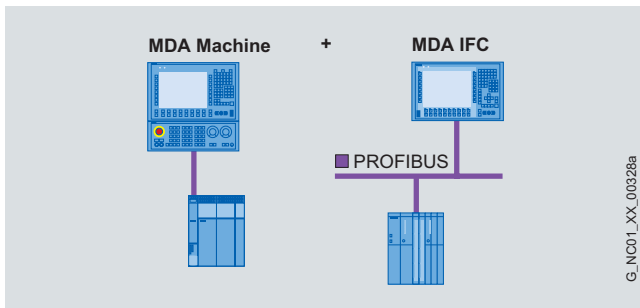 MDA Machine + MDA IFC
PROFIBUS
G_NC01_XX_00328a